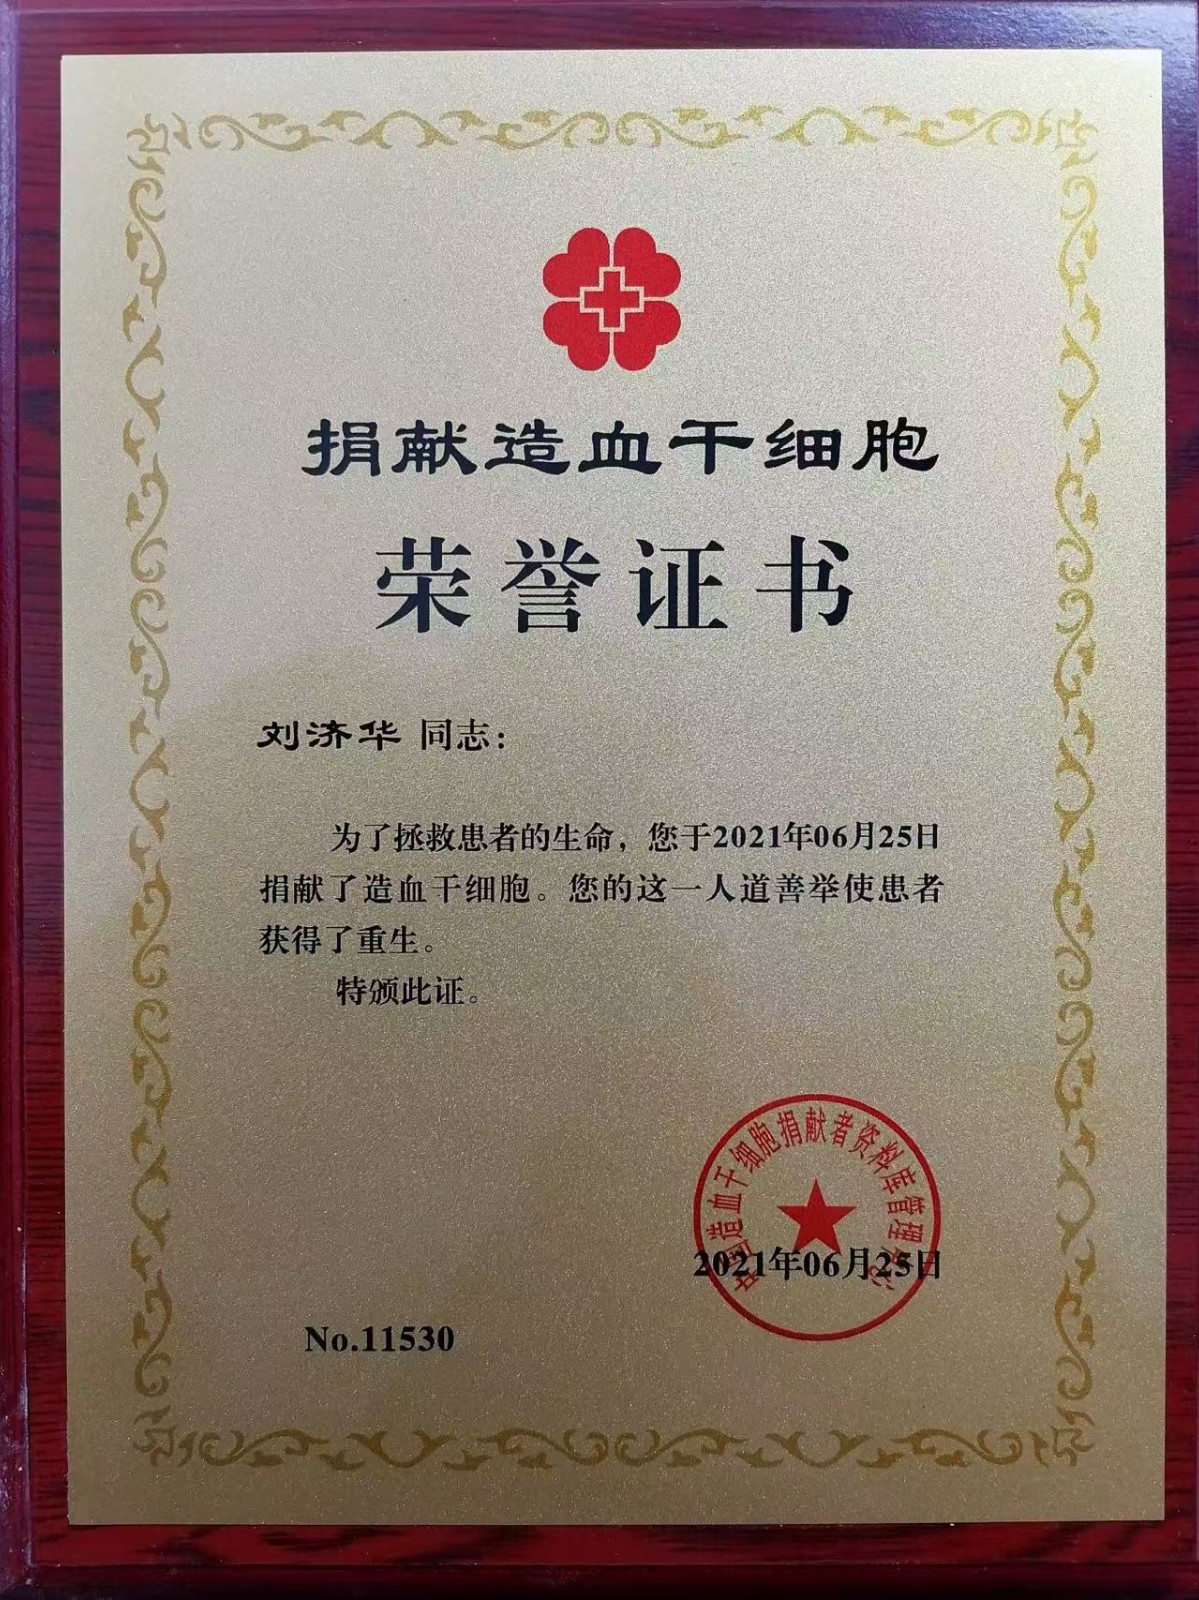 捐献造血干细胞
荣誉证书
刘济华 同志：
为了拯救患者的生命，您于2021年06月25日
捐献了造血干细胞。您的这一人道善举使患者
获得了重生。
特颁此证。
中国造血干细胞捐献者资料库管理中心
2021年06月25日
No.11530